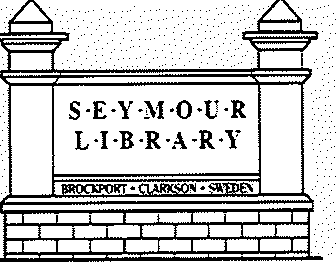 S·E·Y·M·O·U·R
L·I·B·R·A·R·Y
BROCKPORT · CLARKSON · SWEDEN